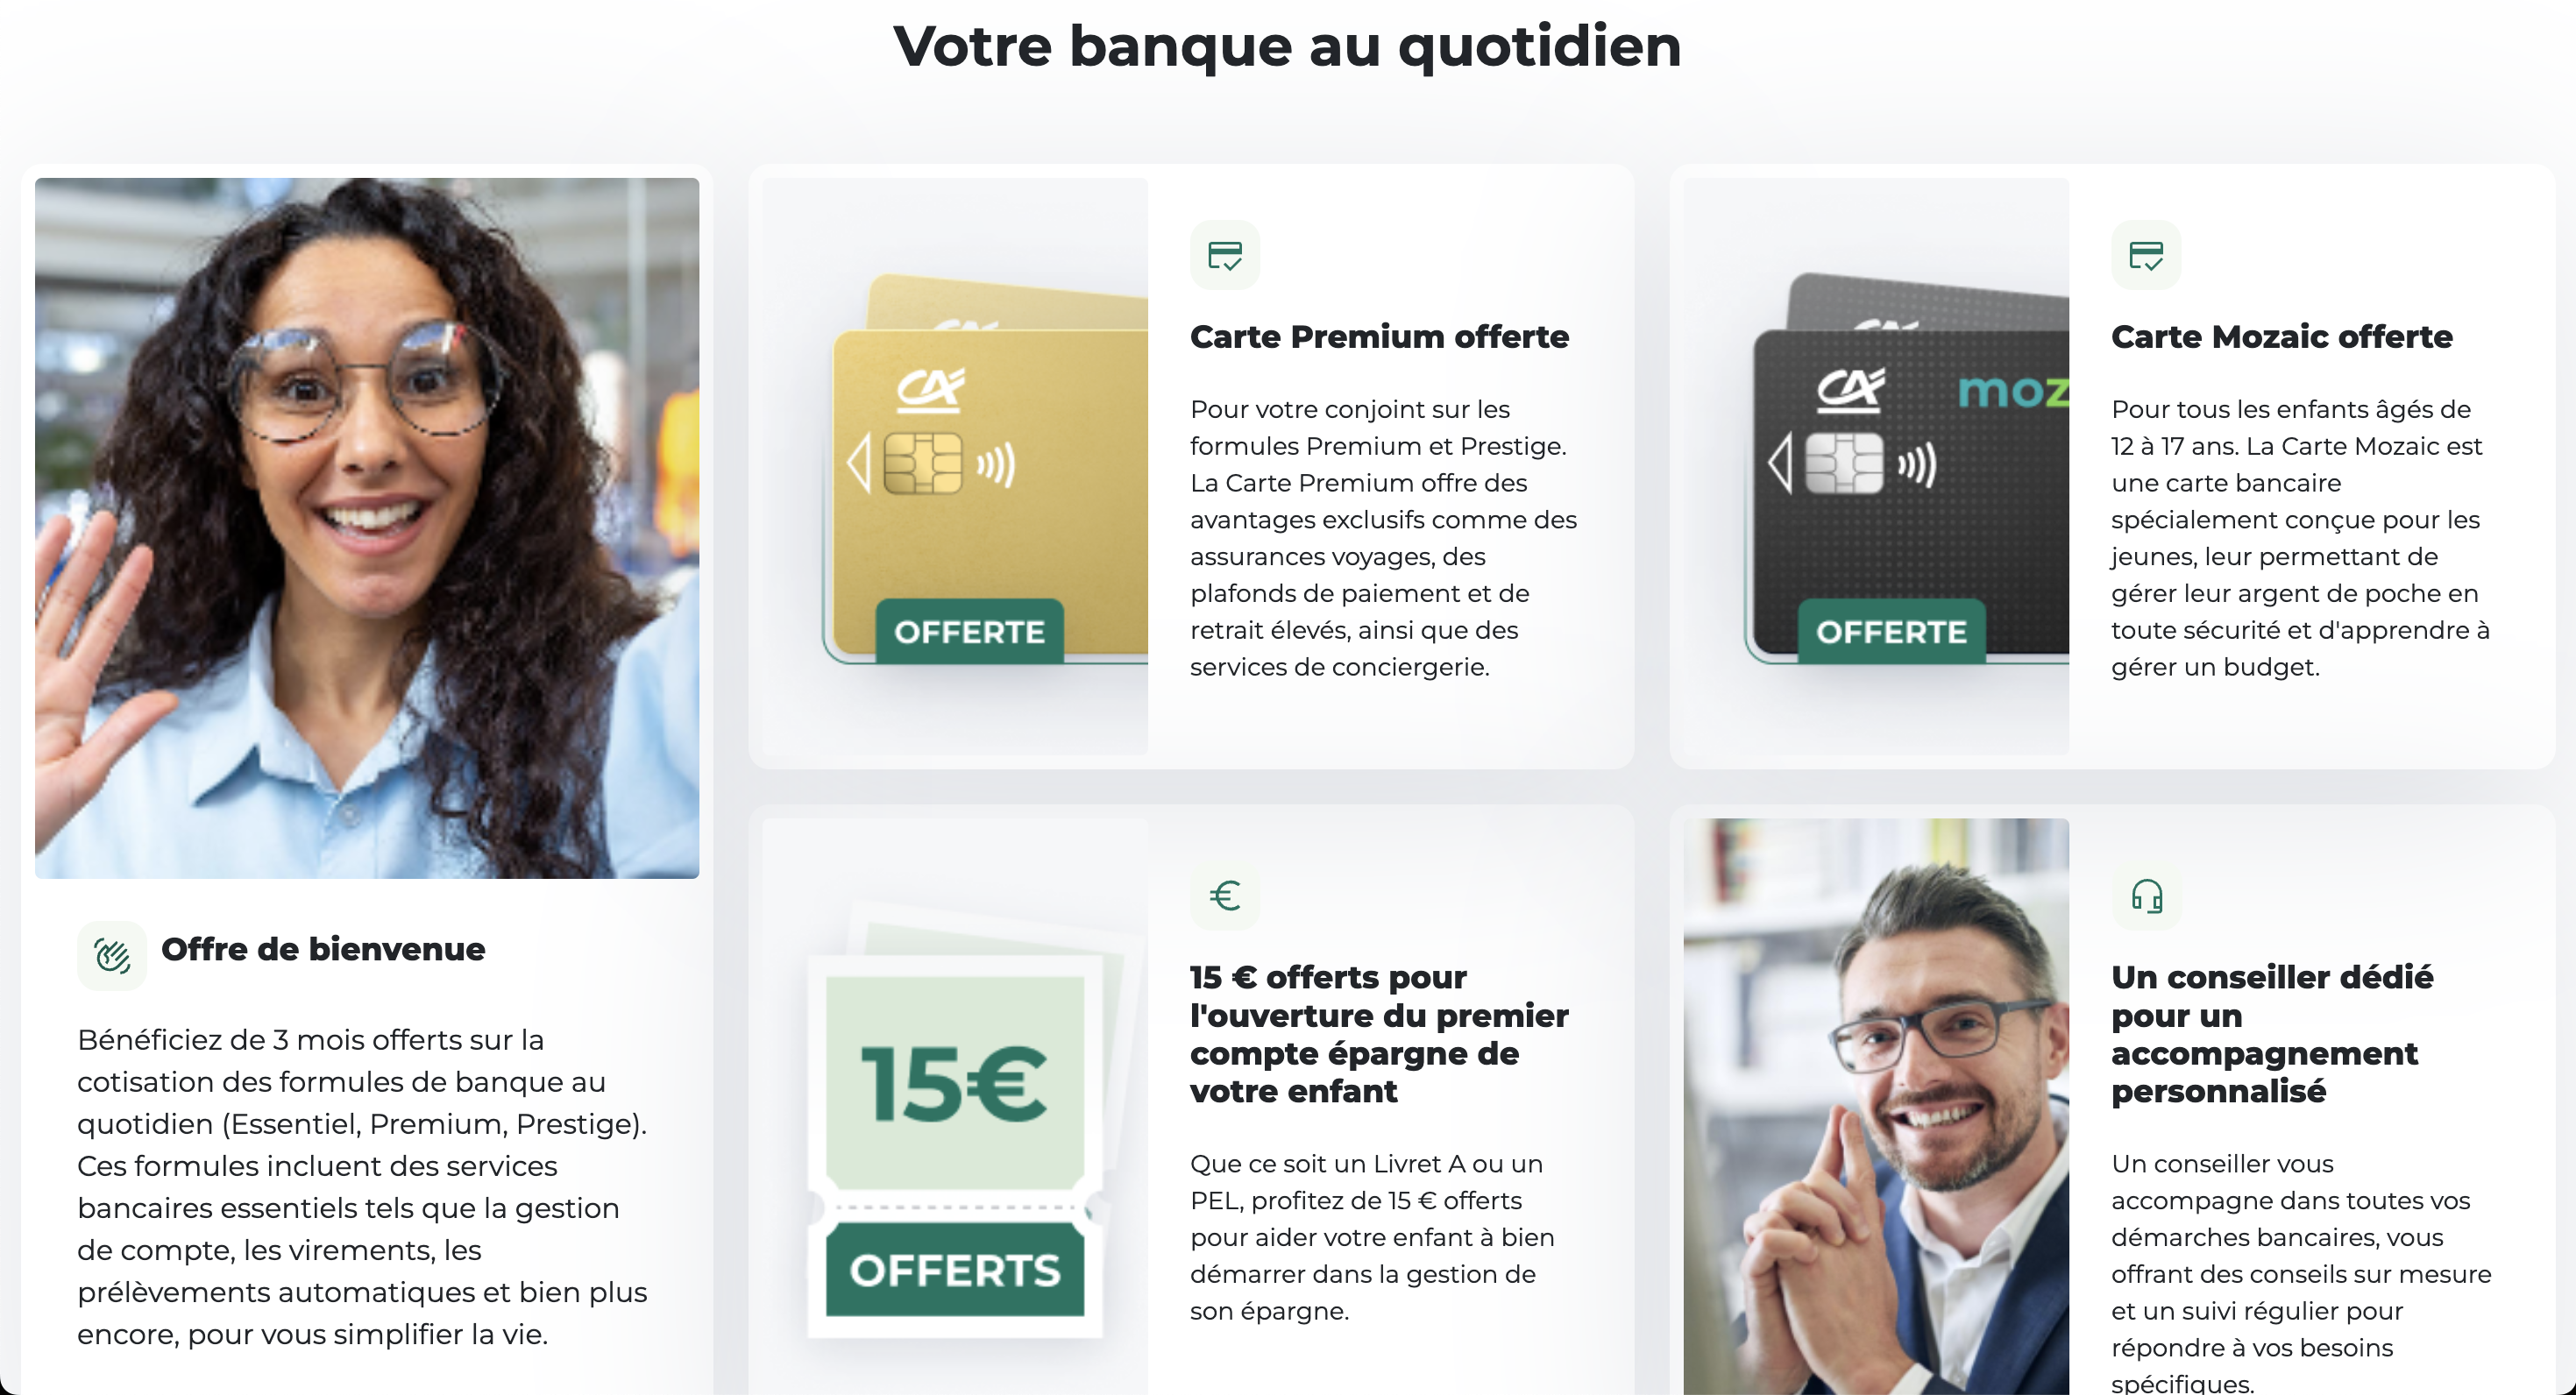 Votre banque au quotidien
Offre de bienvenue
Bénéficiez de 3 mois offerts sur la
cotisation des formules de banque au
quotidien (Essentiel, Premium, Prestige).
Ces formules incluent des services
bancaires essentiels tels que la gestion
de compte, les virements, les
prélèvements automatiques et bien plus
encore, pour vous simplifier la vie.
CA
OFFERTE
Carte Premium offerte
Pour votre conjoint sur les
formules Premium et Prestige.
La Carte Premium offre des
avantages exclusifs comme des
assurances voyages, des
plafonds de paiement et de
retrait élevés, ainsi que des
services de conciergerie.
CA
moz
OFFERTE
Carte Mozaic offerte
Pour tous les enfants âgés de
12 à 17 ans. La Carte Mozaic est
une carte bancaire
spécialement conçue pour les
jeunes, leur permettant de
gérer leur argent de poche en
toute sécurité et d'apprendre à
gérer un budget.
15€
OFFERTS
€
15 € offerts pour
l'ouverture du premier
compte épargne de
votre enfant
Que ce soit un Livret A ou un
PEL, profitez de 15 € offerts
pour aider votre enfant à bien
démarrer dans la gestion de
son épargne.
Un conseiller dédié
pour un
accompagnement
personnalisé
Un conseiller vous
accompagne dans toutes vos
démarches bancaires, vous
offrant des conseils sur mesure
et un suivi régulier pour
répondre à vos besoins
spécifiques.